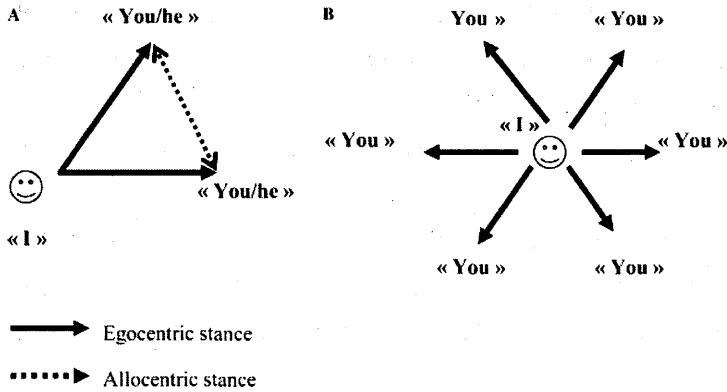 A
« You/he »
« You/he »
« I »
B
You »
« You »
« I »
« You »
« You »
« You »
« You »
Egocentric stance
Allocentric stance